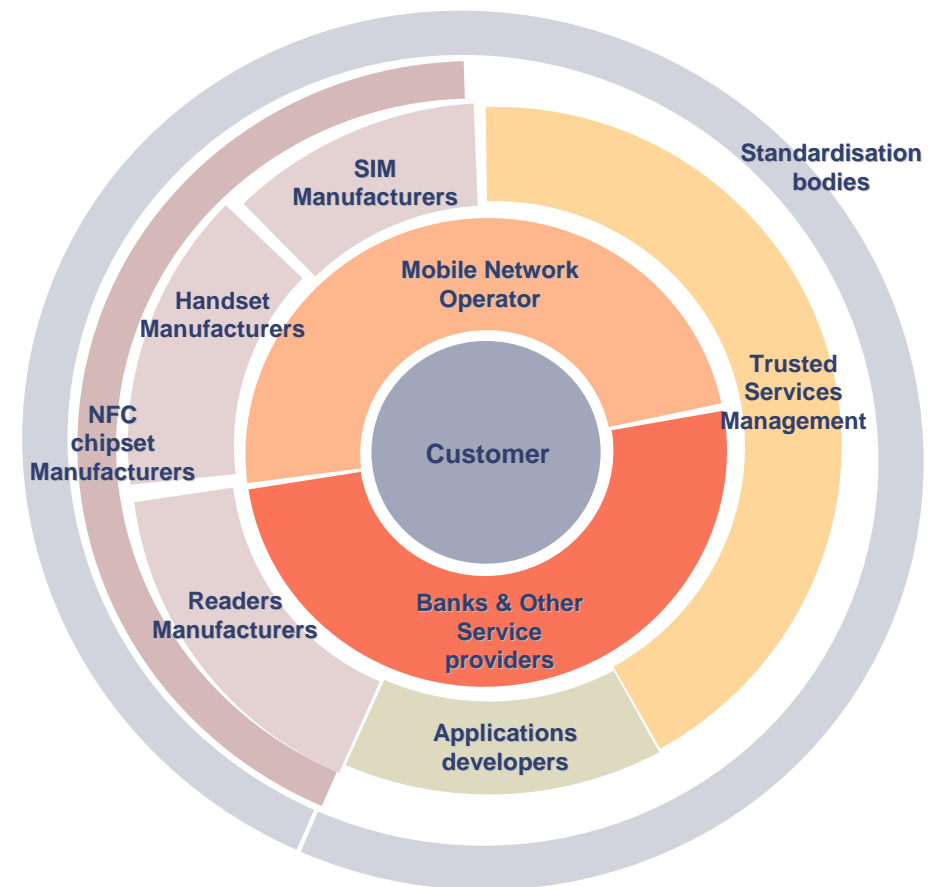 Standardisation
bodies
SIM
Manufacturers
Mobile Network
Operator
Handset
Manufacturers
Trusted
Services
Management
NFC
chipset
Manufacturers
Customer
Readers
Manufacturers
Banks & Other
Service
providers
Applications
developers